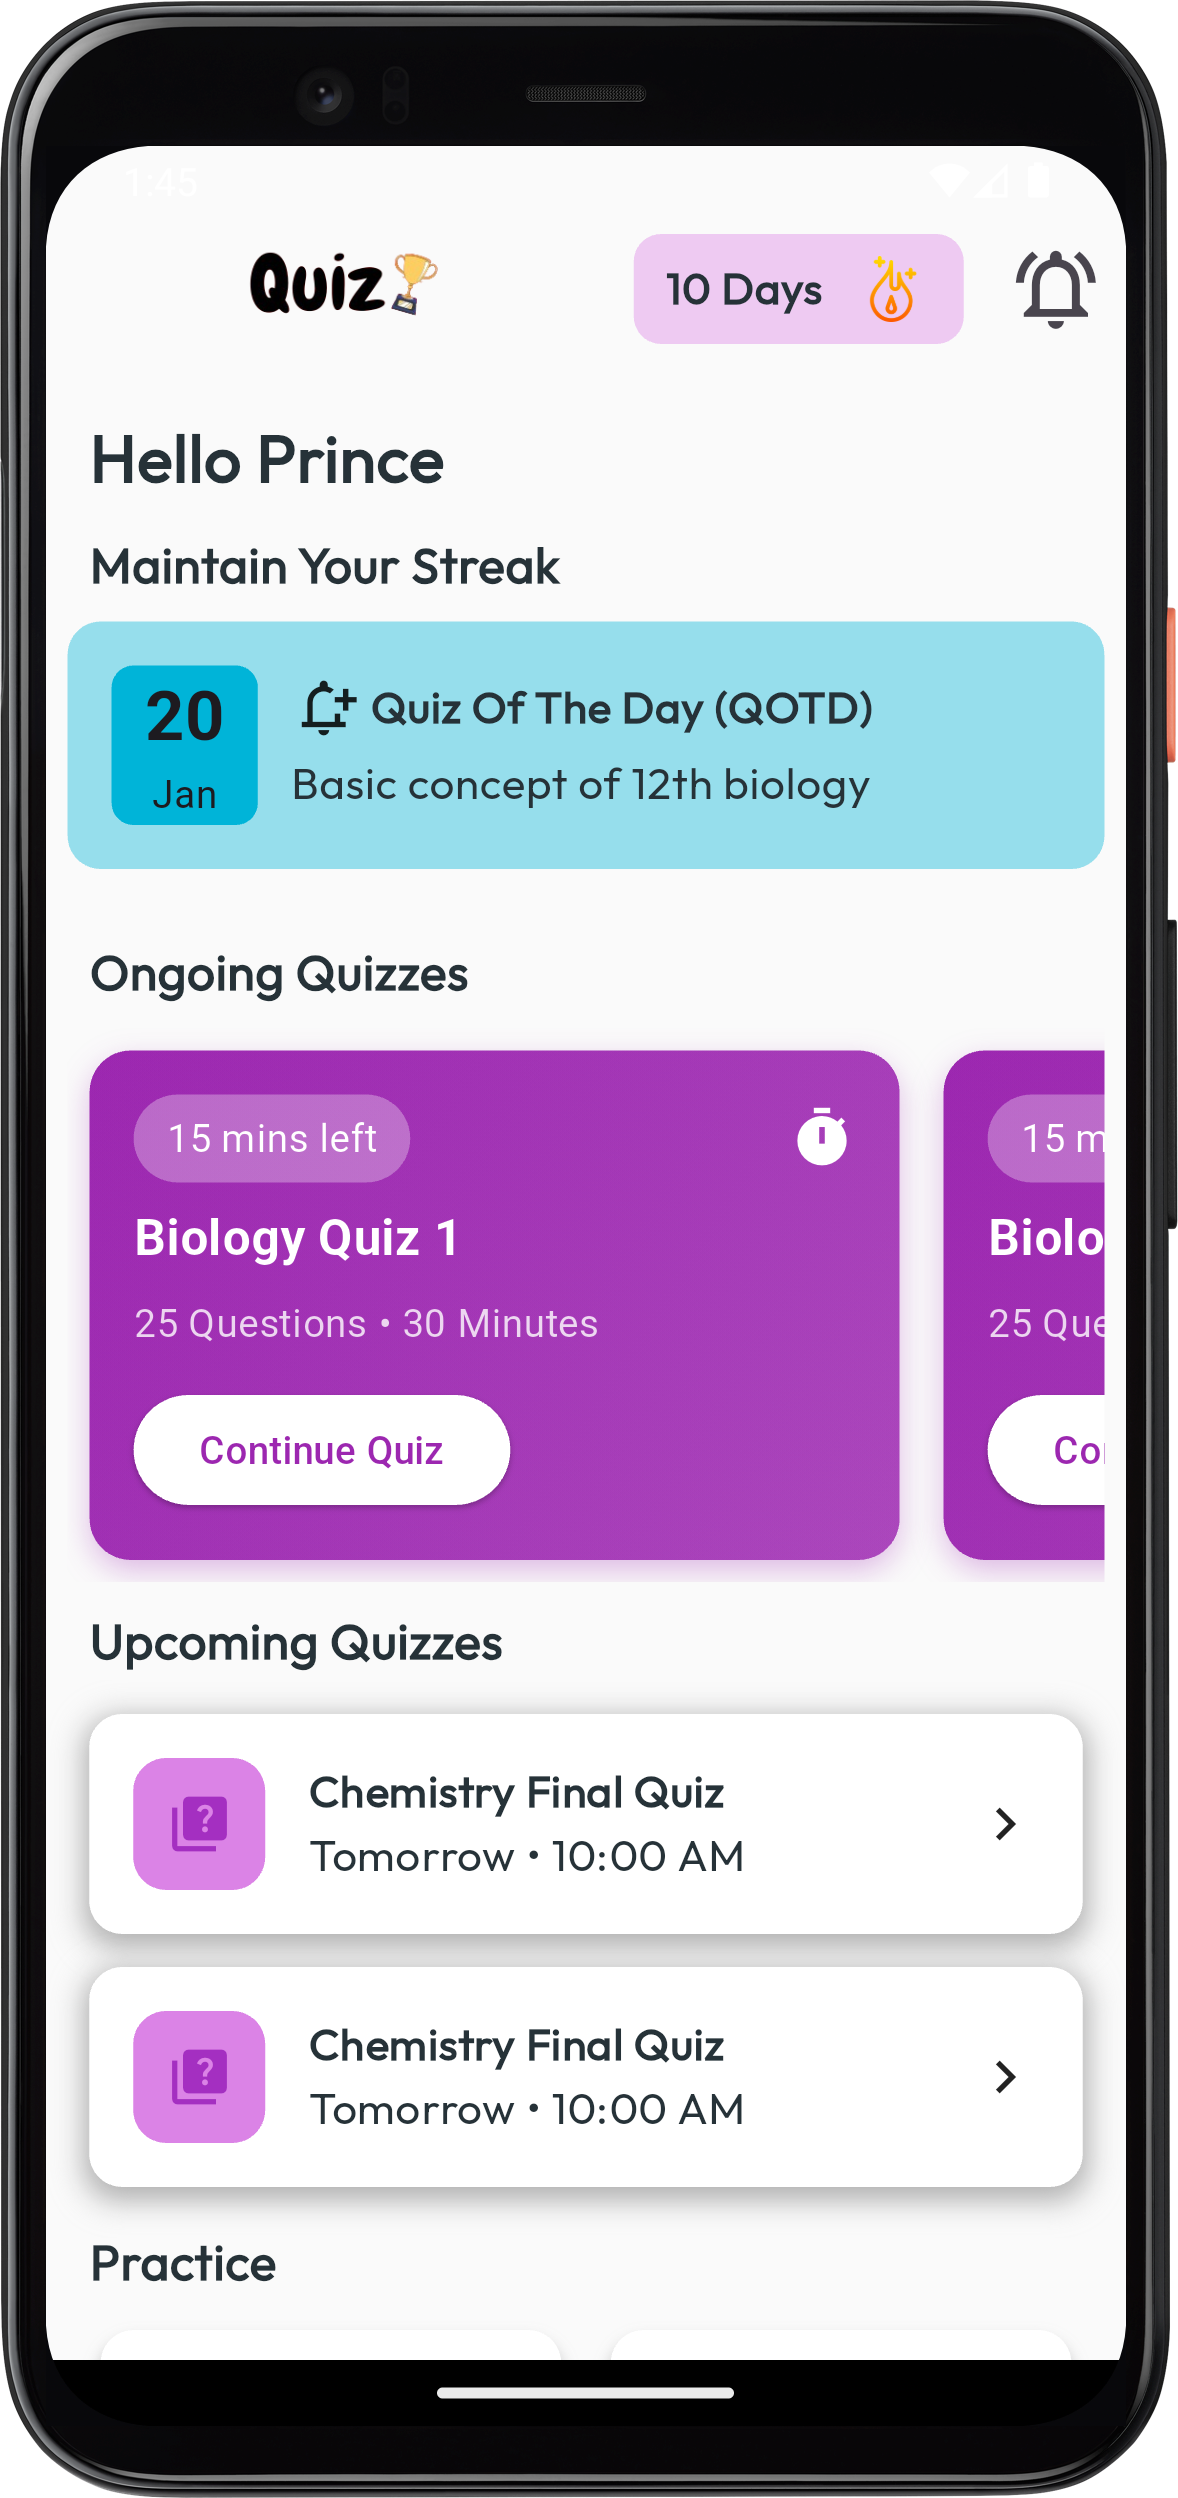 1:45
Quiz
10 Days
Hello Prince
Maintain Your Streak
20
Jan
Quiz Of The Day (QOTD)
Basic concept of 12th biology
Ongoing Quizzes
15 mins left
Biology Quiz 1
25 Questions • 30 Minutes
Continue Quiz
15 m
Biolo
25 Que
Co
Upcoming Quizzes
Chemistry Final Quiz
Tomorrow • 10:00 AM
Chemistry Final Quiz
Tomorrow • 10:00 AM
Practice